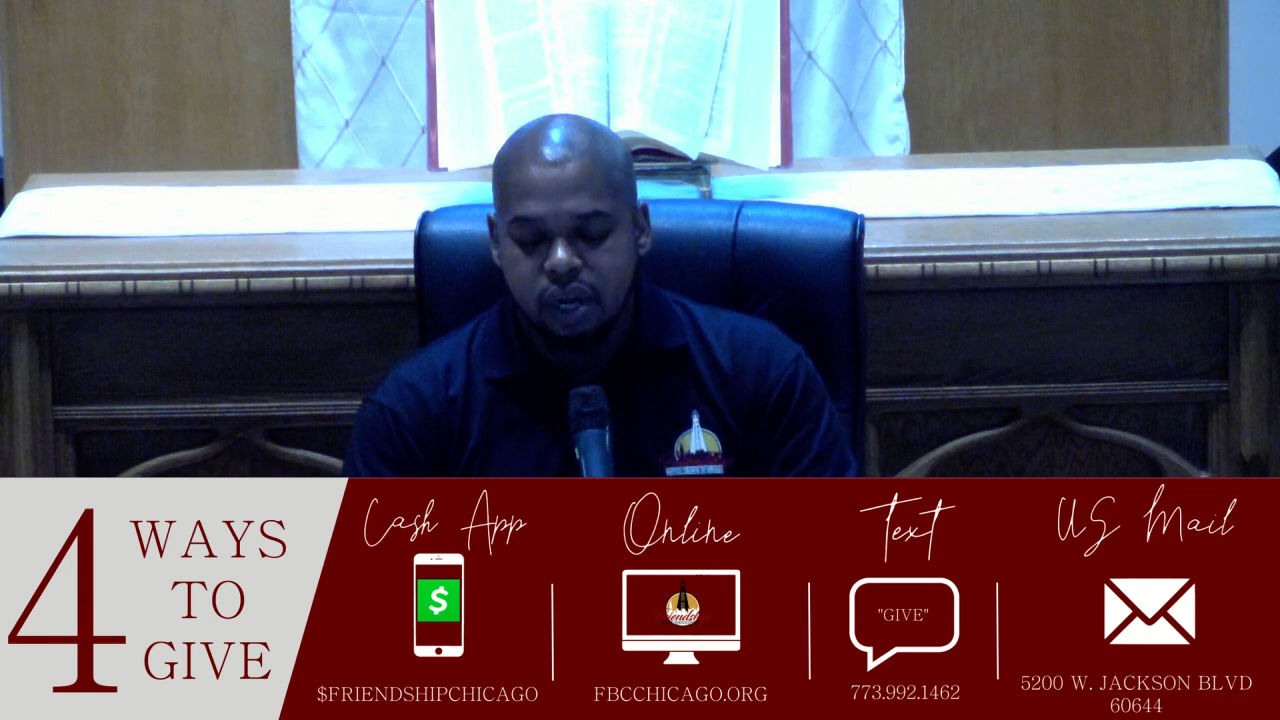 4
WAYS
TO
GIVE
Cash App
$
$FRIENDSHIPCHICAGO
Online
FBCCHICAGO.ORG
Text
"GIVE"
773.992.1462
US Mail
5200 W. JACKSON BLVD
60644